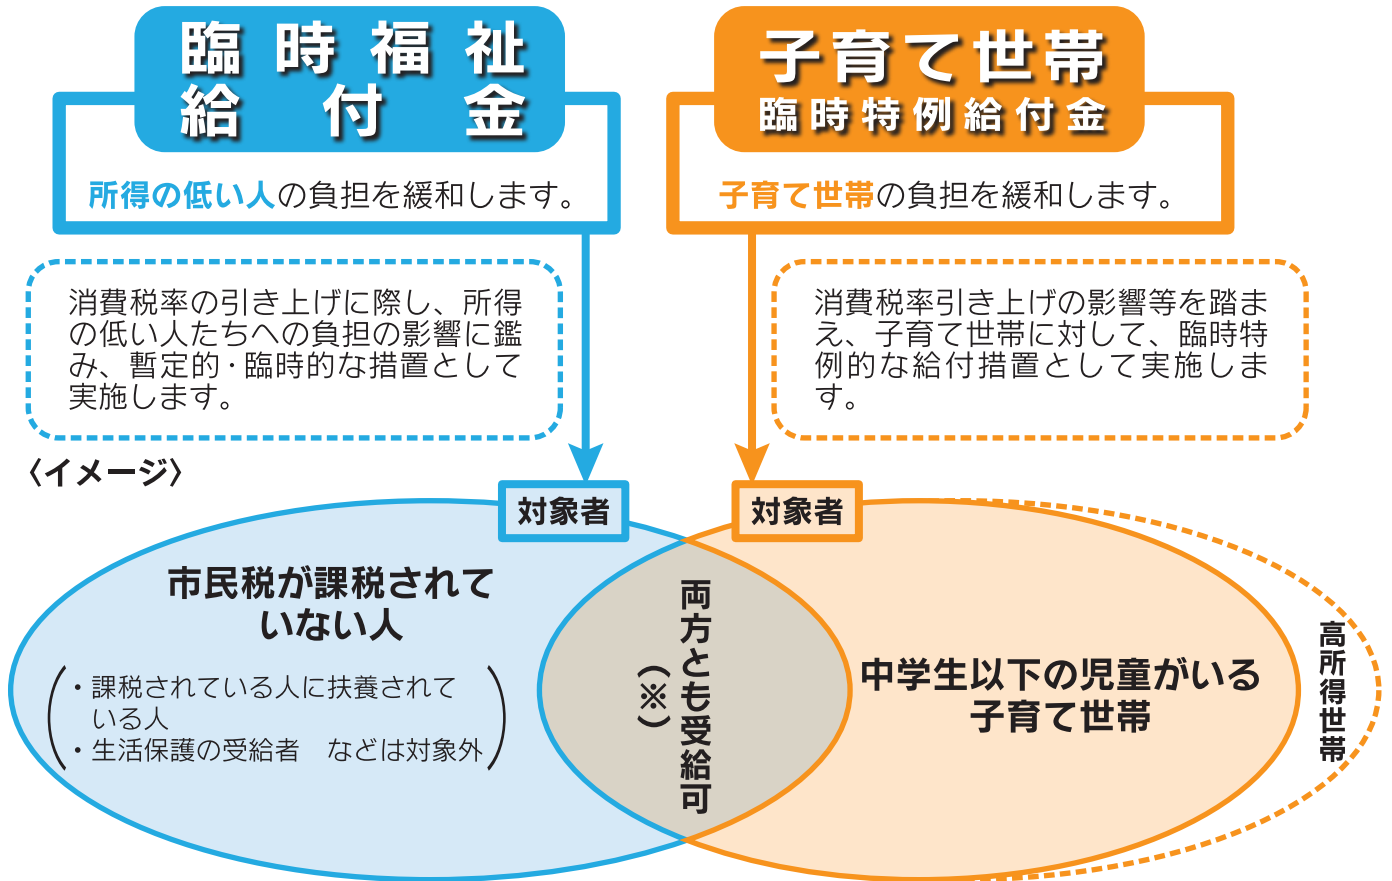 臨時福祉
給付金
所得の低い人の負担を緩和します。
消費税率の引き上げに際し、所得
の低い人たちへの負担の影響に鑑
み、暫定的・臨時的な措置として
実施します。
子育て世帯
臨時特例給付金
子育て世帯の負担を緩和します。
消費税率引き上げの影響等を踏ま
え、子育て世帯に対して、臨時特
例的な給付措置として実施しま
す。
〈イメージ〉
対象者
市民税が課税されて
いない人
・課税されている人に扶養されて
いる人
・生活保護の受給者　などは対象外
両方とも受給可
（※）
対象者
中学生以下の児童がいる
子育て世帯
高所得世帯